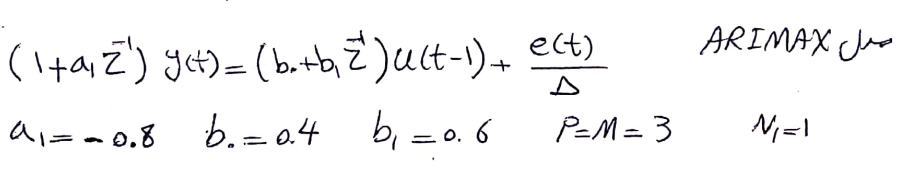 (1+a₁z⁻¹) y(t) = (b₀+b₁z⁻¹)u(t-1) + e(t)/Δ مدل ARIMAX
a₁ = -0.8 b₀ = 0.4 b₁ = 0.6 P=M=3 N₁=1